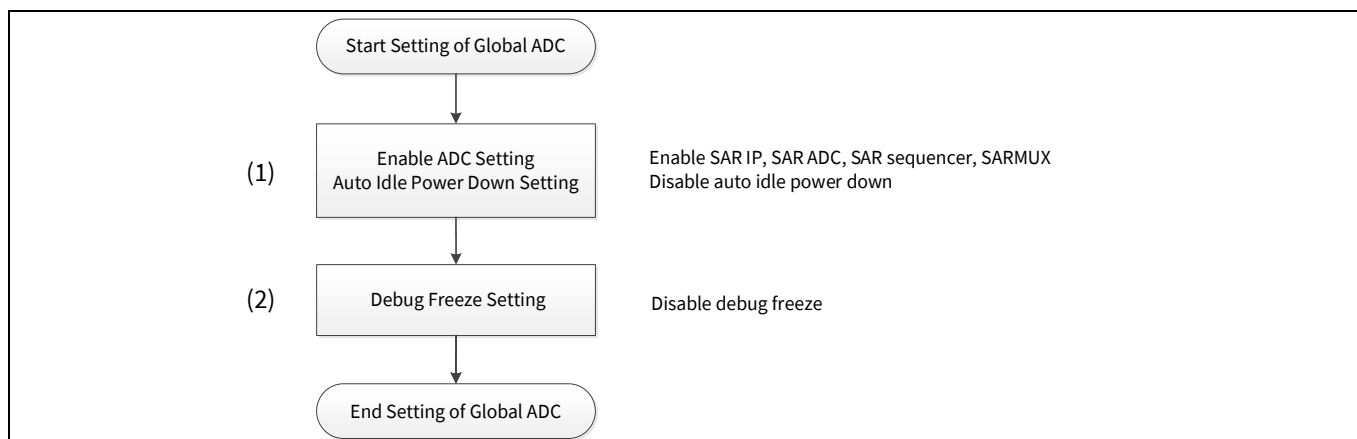 Start Setting of Global ADC
(1)
Enable ADC Setting
Auto Idle Power Down Setting
Enable SAR IP, SAR ADC, SAR sequencer, SARMUX
Disable auto idle power down
(2)
Debug Freeze Setting
Disable debug freeze
End Setting of Global ADC